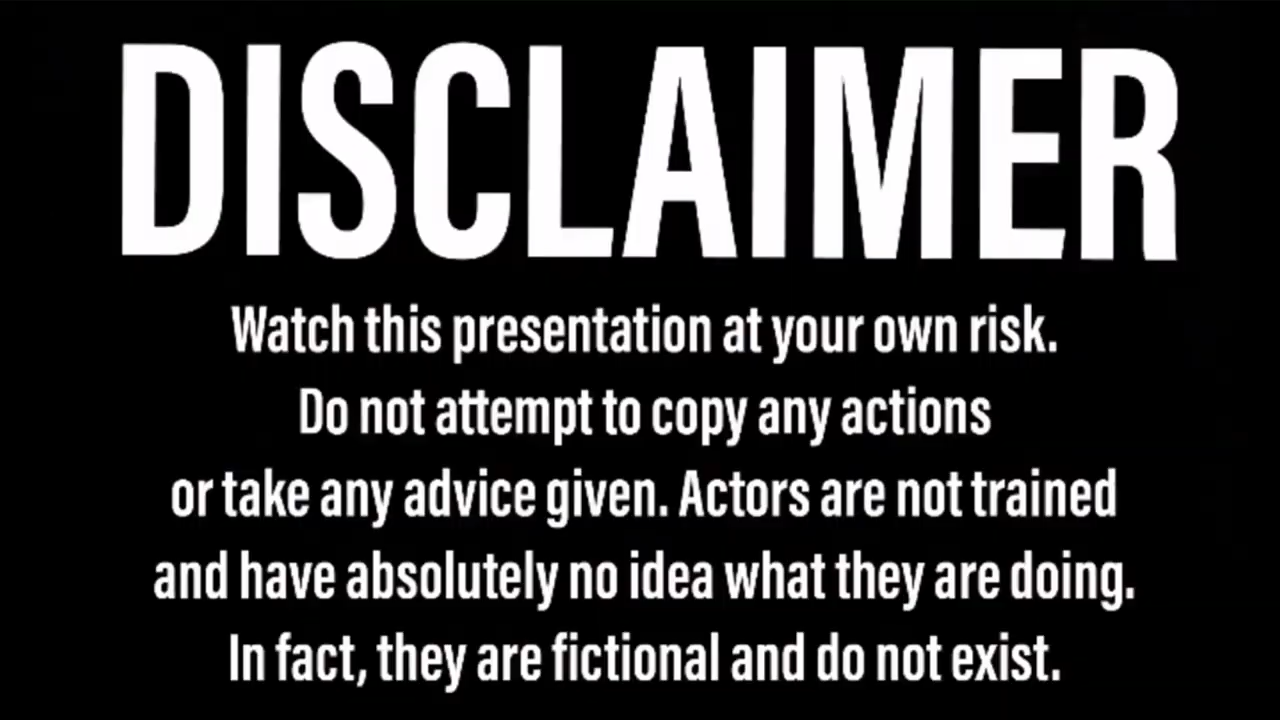 DISCLAIMER
Watch this presentation at your own risk.
Do not attempt to copy any actions
or take any advice given. Actors are not trained
and have absolutely no idea what they are doing.
In fact, they are fictional and do not exist.